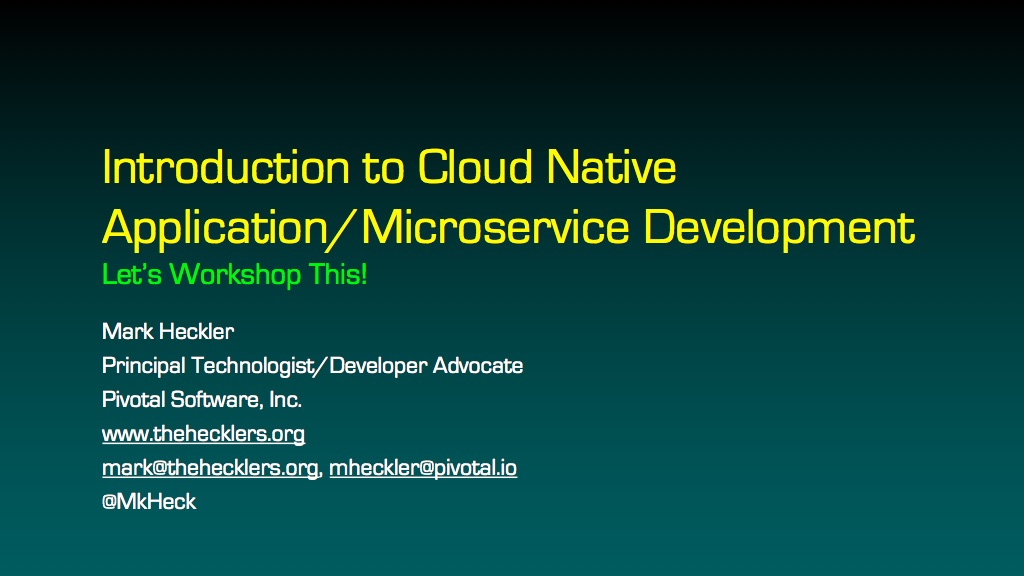 Introduction to Cloud Native
Application/Microservice Development
Let’s Workshop This!
Mark Heckler
Principal Technologist/Developer Advocate
Pivotal Software, Inc.
www.thehecklers.org
mark@thehecklers.org, mheckler@pivotal.io
@MkHeck